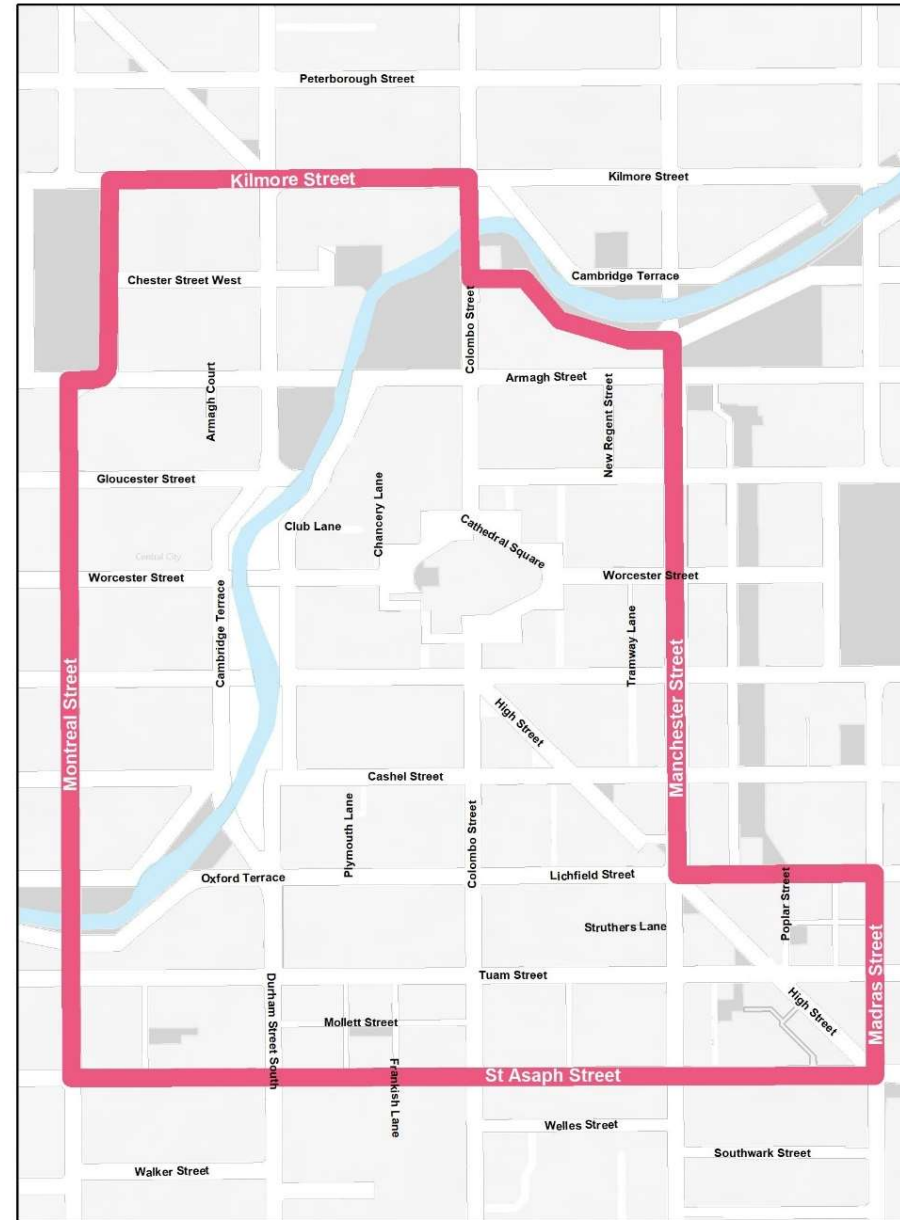 Peterborough Street
Kilmore Street
Kilmore Street
Chester Street West
Cambridge Terrace
Colombo Street
Armagh Court
Armagh Street
New Regent Street
Gloucester Street
Chancery Lane
Club Lane
Cathedral Square
Central City
Worcester Street
Worcester Street
Cambridge Terrace
Tramway Lane
Montreal Street
Manchester Street
High Street
Cashel Street
Plymouth Lane
Colombo Street
Oxford Terrace
Lichfield Street
Poplar Street
Struthers Lane
Tuam Street
Madras Street
Durham Street South
High Street
Mollett Street
Frankish Lane
St Asaph Street
Welles Street
Southwark Street
Walker Street